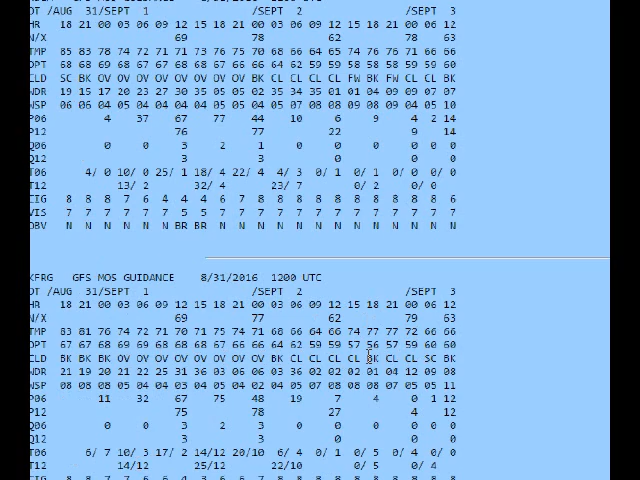 GFS MOS GUIDANCE 8/31/2016 1200 UTC
DT /AUG 31/SEPT 1 /SEPT 2 /SEPT 3
HR 18 21 00 03 06 09 12 15 18 21 00 03 06 09 12 15 18 21 00 06 12
N/X 69 78 62 78 63
TMP 85 83 78 74 72 71 71 73 76 75 70 68 66 64 65 74 76 76 71 66 66
DPT 68 68 68 68 67 67 68 68 68 67 66 64 62 59 59 58 58 58 59 59 60
CLD SC BK OV OV OV OV OV OV OV OV BK CL CL CL CL FW BK FW CL CL BK
WDR 19 15 17 20 23 27 30 35 05 05 02 35 34 35 01 01 04 09 09 07 07
WSP 06 06 04 05 04 04 04 05 05 04 04 05 07 08 08 09 08 09 04 05 10
P06 4 37 67 77 44 10 6 9 4 2 14
P12 76 77 22 9 14
Q06 0 0 3 2 1 0 0 0 0 0 0
Q12 3 3 0 0 0
T06 4/ 0 10/ 0 25/ 1 18/ 4 22/ 4 4/ 3 0/ 1 0/ 1 0/ 0 0/ 0
T12 13/ 2 32/ 4 23/ 7 0/ 2 0/ 0
CIG 8 8 8 7 6 4 4 4 6 7 8 8 8 8 8 8 8 8 8 8 6
VIS 7 7 7 7 7 7 5 5 7 7 7 7 7 7 7 7 7 7 7 7 7
OBV N N N N N N BR BR N N N N N N N N N N N N N
KFRG GFS MOS GUIDANCE 8/31/2016 1200 UTC
DT /AUG 31/SEPT 1 /SEPT 2 /SEPT 3
HR 18 21 00 03 06 09 12 15 18 21 00 03 06 09 12 15 18 21 00 06 12
N/X 69 77 62 79 63
TMP 83 81 76 74 72 71 70 71 75 74 71 68 66 64 66 74 77 77 72 66 66
DPT 67 67 68 69 69 68 68 68 67 66 66 64 62 59 59 57 56 57 59 60 60
CLD BK BK BK OV OV OV OV OV OV OV BK CL CL CL CL BK CL CL SC BK
WDR 21 19 20 21 22 25 31 36 03 06 06 03 36 02 02 02 01 04 12 09 08
WSP 08 08 08 05 04 05 03 04 05 04 02 04 05 07 08 08 08 07 05 05 11
P06 11 32 67 75 48 19 7 4 0 1 12
P12 75 78 27 4 12
Q06 0 0 3 2 3 0 0 0 0 0 0
Q12 3 3 0 0 0
T06 6/ 7 10/ 3 17/ 2 14/12 20/10 6/ 4 0/ 1 0/ 5 0/ 4 0/ 0
T12 14/12 25/12 22/10 0/ 5 0/ 4